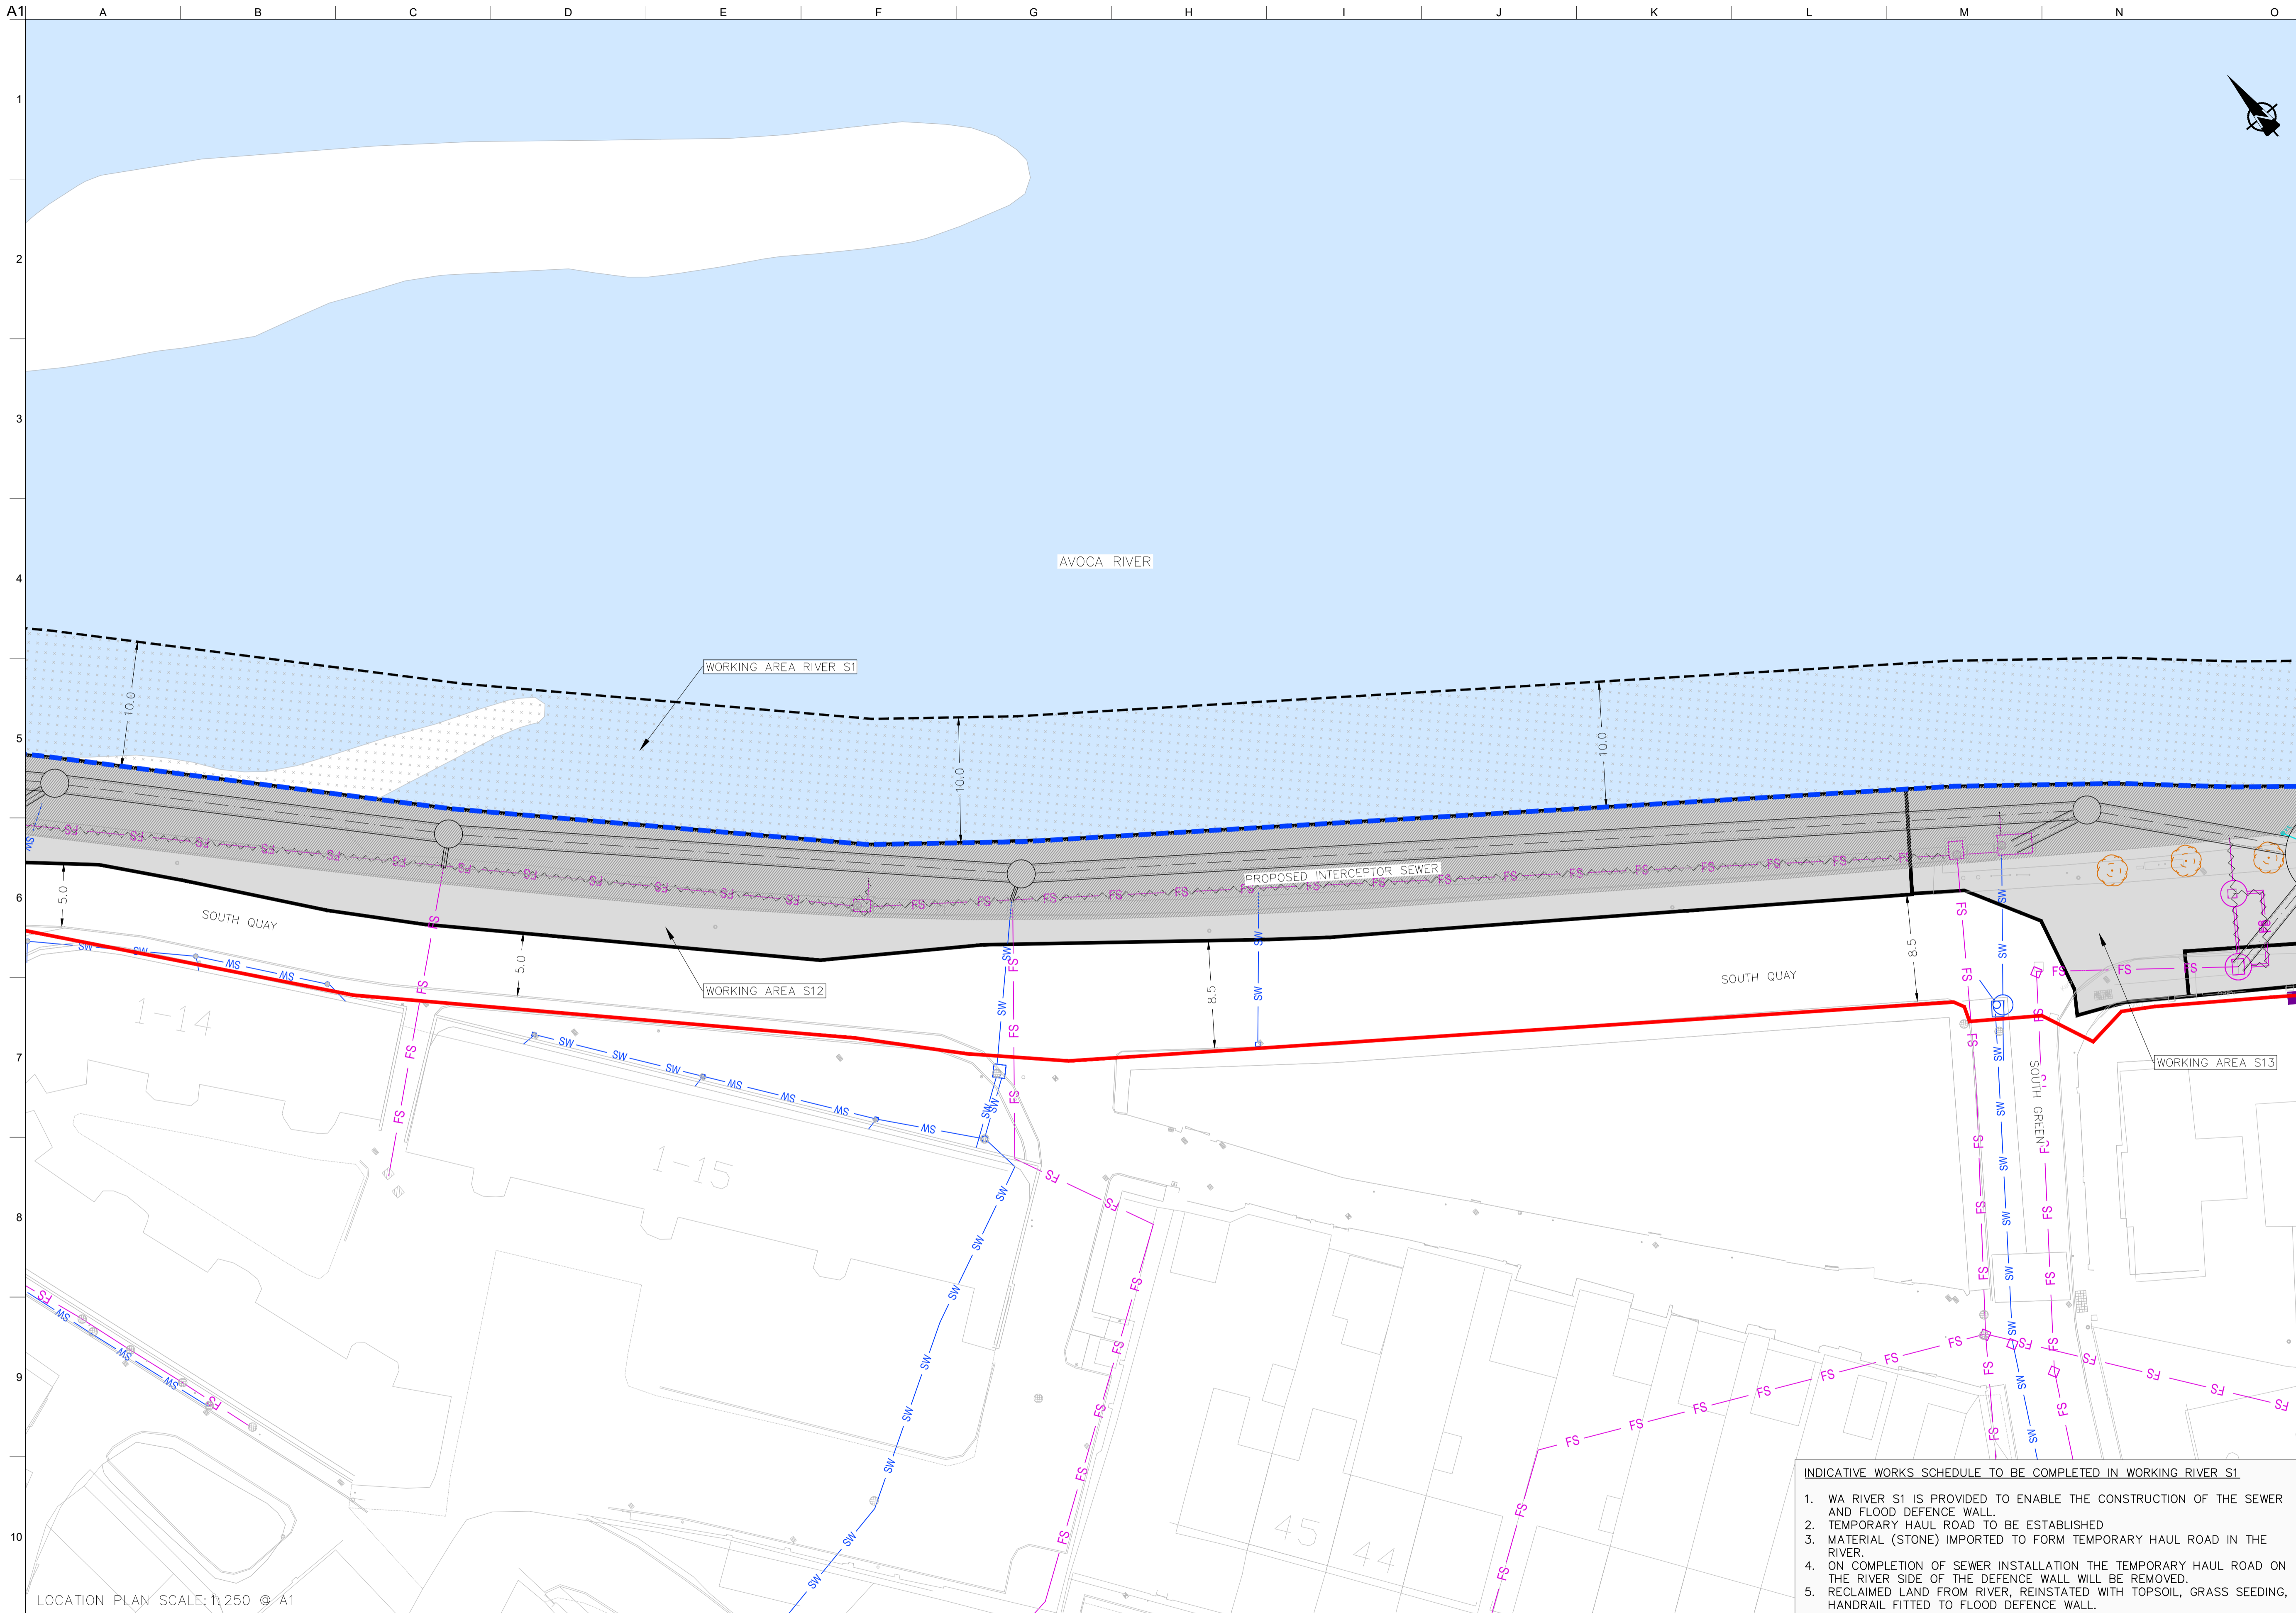 A1
A B C D E F G H I J K L M N O
1
2
3
AVOCA RIVER
4
WORKING AREA RIVER S1
10.0
10.0
10.0
5
PROPOSED INTERCEPTOR SEWER
6
5.0
SOUTH QUAY
5.0
WORKING AREA S12
8.5
SOUTH QUAY
8.5
WORKING AREA S13
1-14
7
SOUTH GREEN
1-15
8
9
10
45
44
FS
SW
LOCATION PLAN SCALE:1:250 @ A1
INDICATIVE WORKS SCHEDULE TO BE COMPLETED IN WORKING RIVER S1
1. WA RIVER S1 IS PROVIDED TO ENABLE THE CONSTRUCTION OF THE SEWER
AND FLOOD DEFENCE WALL.
2. TEMPORARY HAUL ROAD TO BE ESTABLISHED
3. MATERIAL (STONE) IMPORTED TO FORM TEMPORARY HAUL ROAD IN THE
RIVER.
4. ON COMPLETION OF SEWER INSTALLATION THE TEMPORARY HAUL ROAD ON
THE RIVER SIDE OF THE DEFENCE WALL WILL BE REMOVED.
5. RECLAIMED LAND FROM RIVER, REINSTATED WITH TOPSOIL, GRASS SEEDING,
HANDRAIL FITTED TO FLOOD DEFENCE WALL.